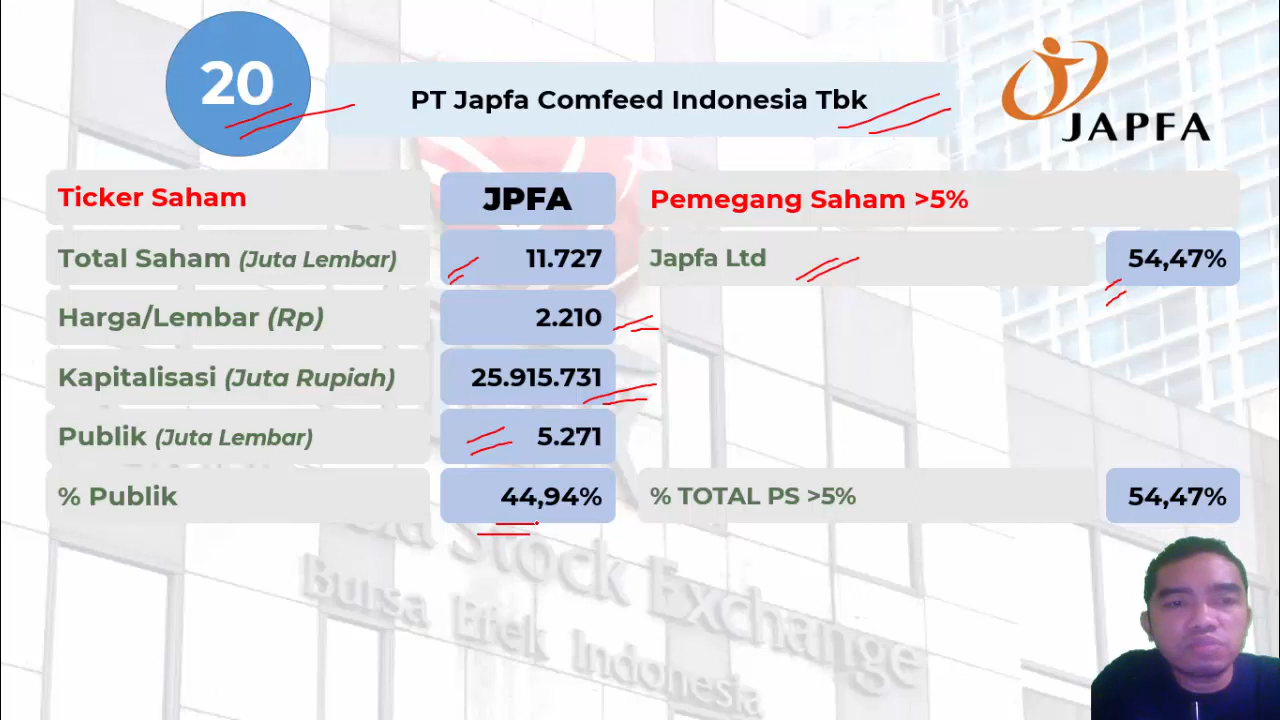 20
PT Japfa Comfeed Indonesia Tbk
JAPFA
Ticker Saham
JPFA
Pemegang Saham >5%
Total Saham (Juta Lembar)
11.727
Japfa Ltd
54,47%
Harga/Lembar (Rp)
2.210
Kapitalisasi (Juta Rupiah)
25.915.731
Publik (Juta Lembar)
5.271
% Publik
44,94%
% TOTAL PS >5%
54,47%
Stock Exchange
Bursa Efek Indonesia